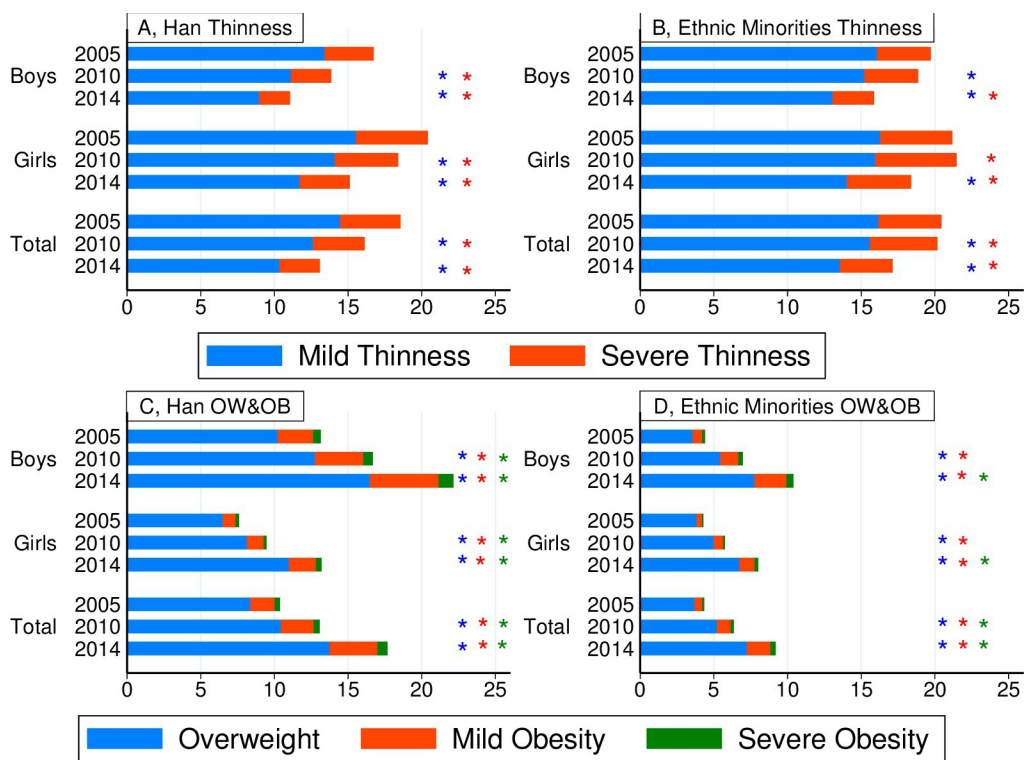 A, Han Thinness
Boys
2005
2010 * *
2014 * *
Girls
2005
2010 * *
2014 * *
Total
2005
2010 * *
2014 * *
0 5 10 15 20 25
B, Ethnic Minorities Thinness
Boys
2005
2010 *
2014 * *
Girls
2005
2010 *
2014 * *
Total
2005
2010 * *
2014 * *
0 5 10 15 20 25
Mild Thinness Severe Thinness
C, Han OW&OB
Boys
2005
2010 * * *
2014 * * *
Girls
2005
2010 * * *
2014 * * *
Total
2005
2010 * * *
2014 * * *
0 5 10 15 20 25
D, Ethnic Minorities OW&OB
Boys
2005
2010 * *
2014 * * *
Girls
2005
2010 * *
2014 * * *
Total
2005
2010 * * *
2014 * * *
0 5 10 15 20 25
Overweight Mild Obesity Severe Obesity